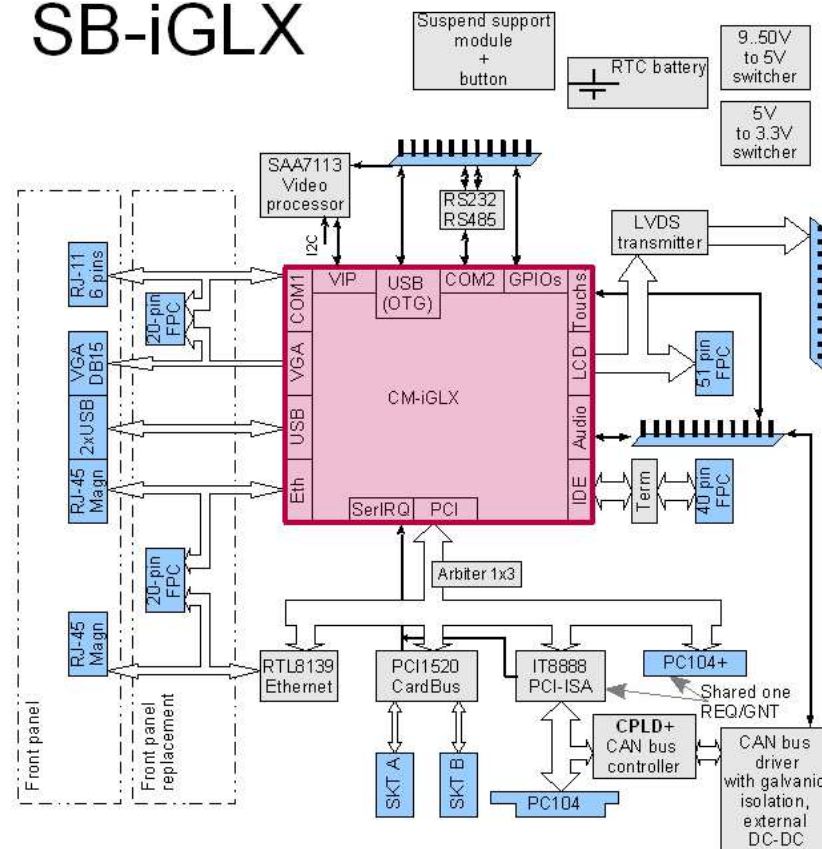 SB-iGLX
Suspend support
module
+
button
RTC battery
9..50V
to 5V
switcher
5V
to 3.3V
switcher
SAA7113
Video
processor
I2C
RS232
RS485
LVDS
transmitter
RJ-11
6 pins
20-pin
FPC
VGA
DB15
2xUSB
RJ-45
Magn
20-pin
FPC
RJ-45
Magn
Front panel
Front panel
replacement
COM1
VIP
USB
(OTG)
COM2
GPIOs
Touchs
VGA
LCD
CM-iGLX
USB
Audio
Eth
IDE
SerIRQ
PCI
51 pin
FPC
Term
40 pin
FPC
Arbiter 1x3
RTL8139
Ethernet
PCI1520
CardBus
IT8888
PCI-ISA
PC104+
Shared one
REQ/GNT
SKT A
SKT B
PC104
CPLD+
CAN bus
controller
CAN bus
driver
with galvanic
isolation,
external
DC-DC